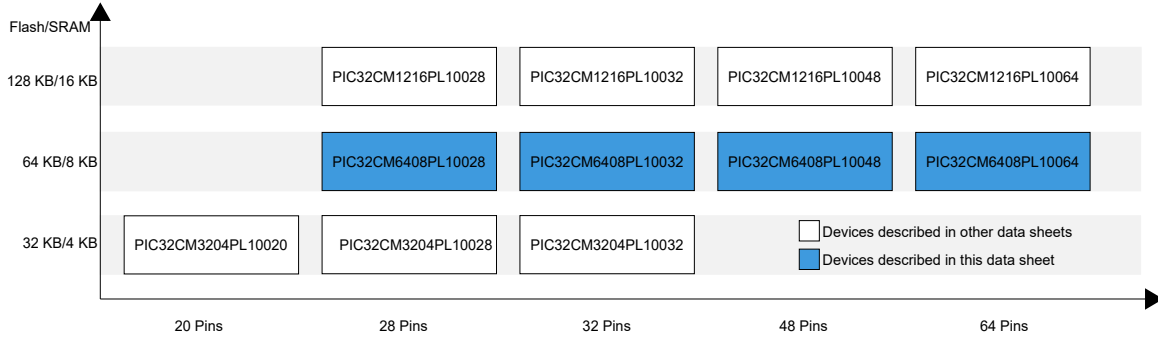 Flash/SRAM
128 KB/16 KB
PIC32CM1216PL10028
PIC32CM1216PL10032
PIC32CM1216PL10048
PIC32CM1216PL10064
64 KB/8 KB
PIC32CM6408PL10028
PIC32CM6408PL10032
PIC32CM6408PL10048
PIC32CM6408PL10064
32 KB/4 KB
PIC32CM3204PL10020
PIC32CM3204PL10028
PIC32CM3204PL10032
Devices described in other data sheets
Devices described in this data sheet
20 Pins
28 Pins
32 Pins
48 Pins
64 Pins